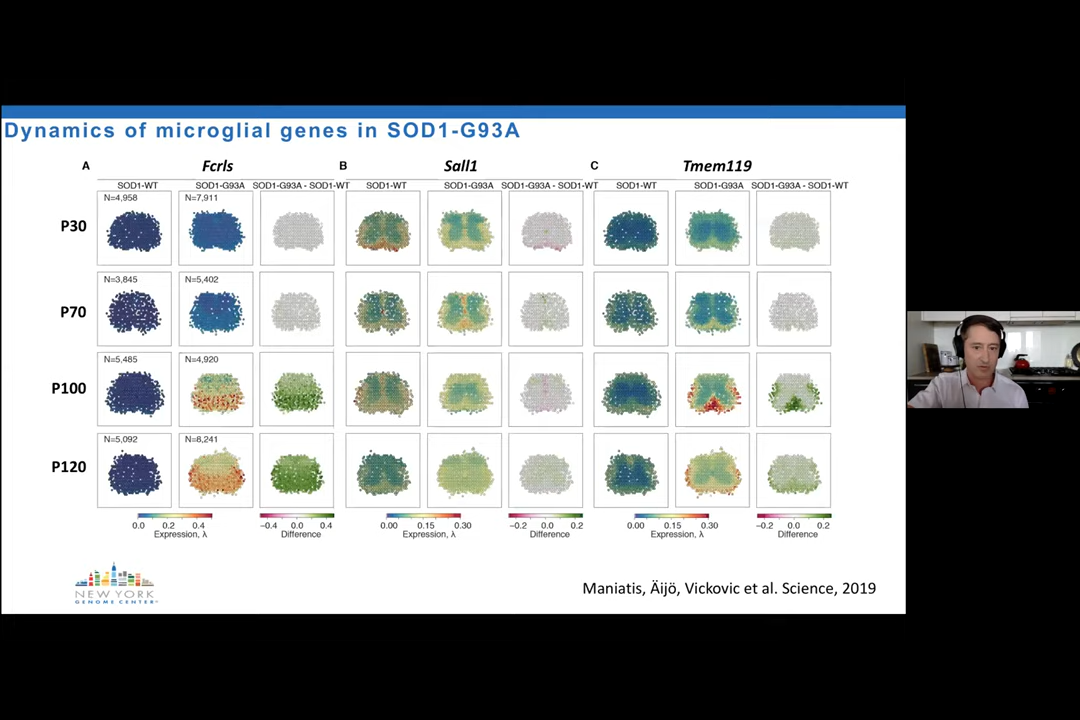 Dynamics of microglial genes in SOD1-G93A
A Fcrls B Sall1 C Tmem119
SOD1-WT SOD1-G93A SOD1-G93A - SOD1-WT SOD1-WT SOD1-G93A SOD1-G93A - SOD1-WT SOD1-WT SOD1-G93A SOD1-G93A - SOD1-WT
P30 N=4,958 N=7,911
P70 N=3,845 N=5,402
P100 N=5,485 N=4,920
P120 N=5,092 N=8,241
0.0 0.2 0.4 −0.4 0.0 0.4 0.00 0.15 0.30 −0.2 0.0 0.2 0.00 0.15 0.30 −0.2 0.0 0.2
Expression, λ Difference Expression, λ Difference Expression, λ Difference
NEW YORK
GENOME CENTER
Maniatis, Äijö, Vickovic et al. Science, 2019